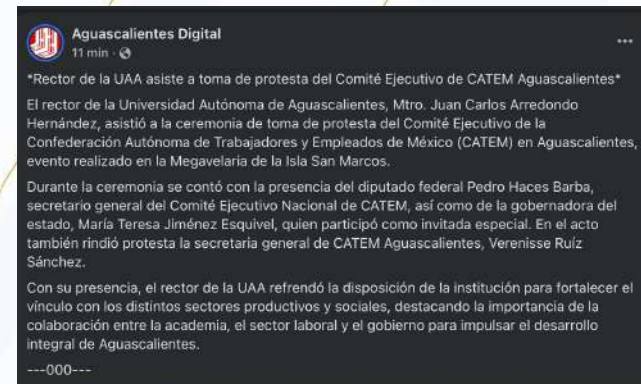 Aguascalientes Digital
11 min ·
*Rector de la UAA asiste a toma de protesta del Comité Ejecutivo de CATEM Aguascalientes*
El rector de la Universidad Autónoma de Aguascalientes, Mtro. Juan Carlos Arredondo
Hernández, asistió a la ceremonia de toma de protesta del Comité Ejecutivo de la
Confederación Autónoma de Trabajadores y Empleados de México (CATEM) en Aguascalientes,
evento realizado en la Megavelaria de la Isla San Marcos.
Durante la ceremonia se contó con la presencia del diputado federal Pedro Haces Barba,
secretario general del Comité Ejecutivo Nacional de CATEM, así como de la gobernadora del
estado, María Teresa Jiménez Esquivel, quien participó como invitada especial. En el acto
también rindió protesta la secretaria general de CATEM Aguascalientes, Verenisse Ruíz
Sánchez.
Con su presencia, el rector de la UAA refrendó la disposición de la institución para fortalecer el
vínculo con los distintos sectores productivos y sociales, destacando la importancia de la
colaboración entre la academia, el sector laboral y el gobierno para impulsar el desarrollo
integral de Aguascalientes.
---000---